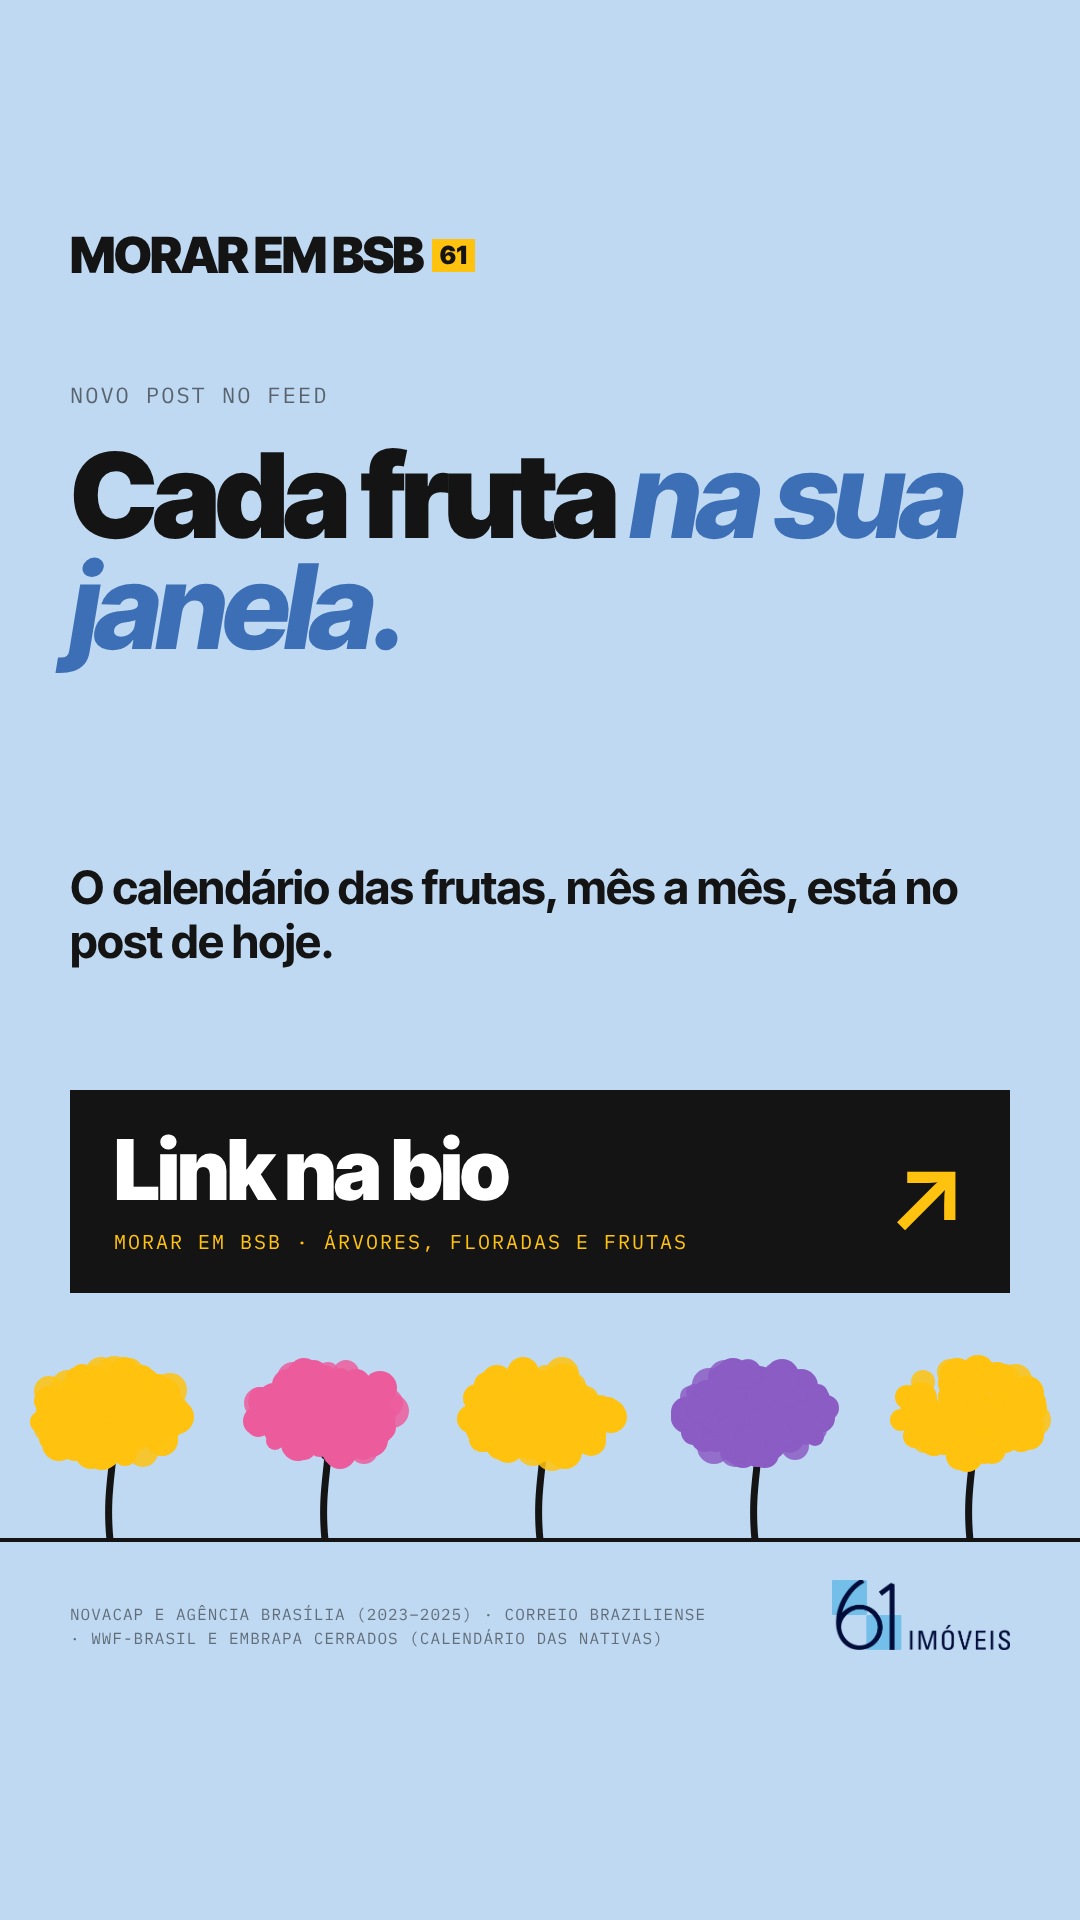 MORAR EM BSB 61
NOVO POST NO FEED
Cada fruta na sua
janela.
O calendário das frutas, mês a mês, está no
post de hoje.
Link na bio
MORAR EM BSB · ÁRVORES, FLORADAS E FRUTAS
NOVACAP E AGÊNCIA BRASÍLIA (2023–2025) · CORREIO BRAZILIENSE
· WWF-BRASIL E EMBRAPA CERRADOS (CALENDÁRIO DAS NATIVAS)
61 IMÓVEIS